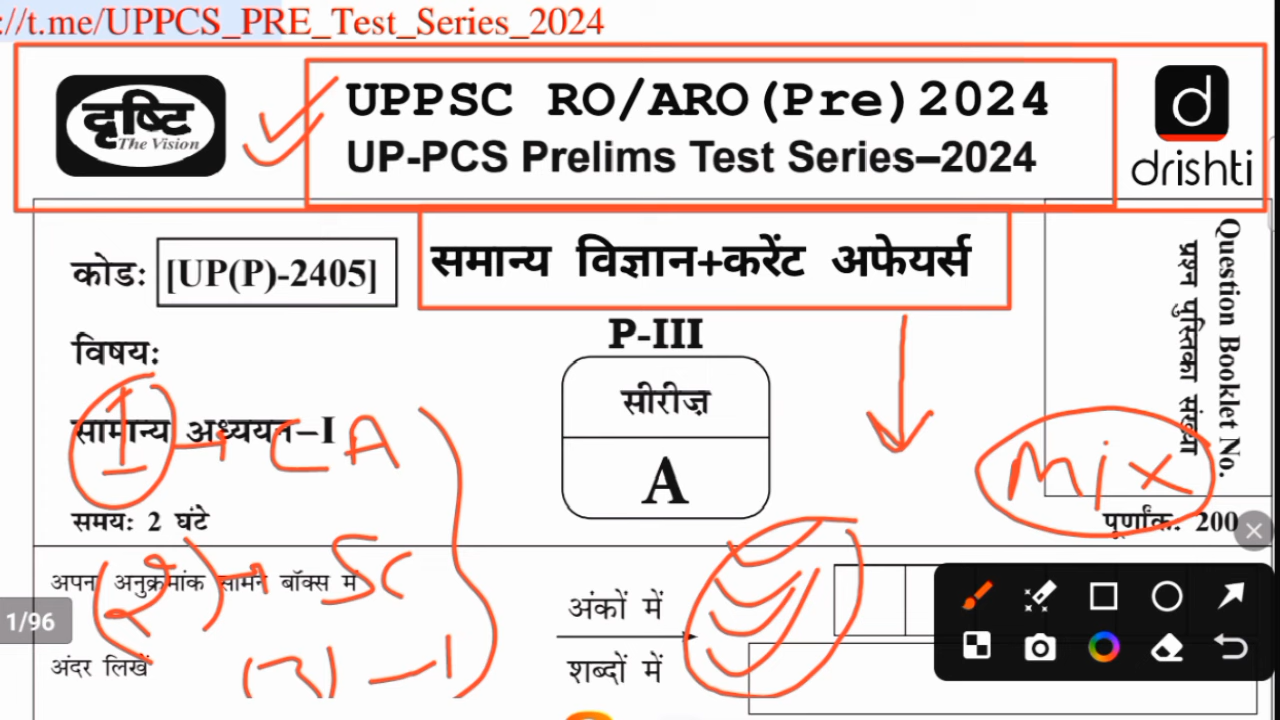 ://t.me/UPPCS_PRE_Test_Series_2024
दृष्टि
The Vision
UPPSC RO/ARO(Pre)2024
UP-PCS Prelims Test Series–2024
drishti
कोड: [UP(P)-2405]
समान्य विज्ञान+करेंट अफेयर्स
P-III
विषय:
सीरीज़
A
सामान्य अध्ययन–I
I → CA
Mix
Question Booklet No.
प्रश्न पुस्तिका संख्या
समय: 2 घंटे
पूर्णांक: 200
(2) → Sc
अपना अनुक्रमांक सामने बॉक्स में
अंदर लिखें
अंकों में
शब्दों में
1/96